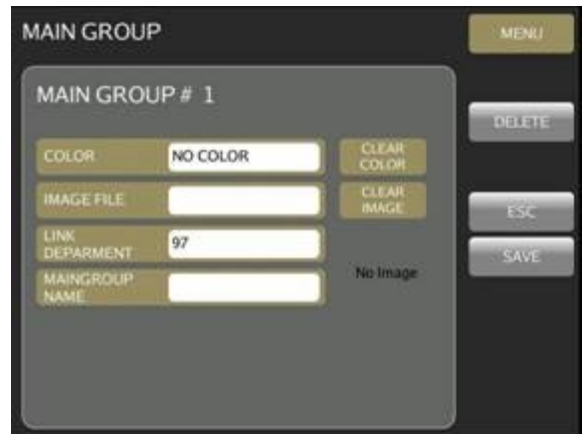 MAIN GROUP
MENU
MAIN GROUP # 1
DELETE
COLOR
NO COLOR
CLEAR
COLOR
IMAGE FILE
CLEAR
IMAGE
ESC
LINK
DEPARMENT
97
SAVE
MAINGROUP
NAME
No Image